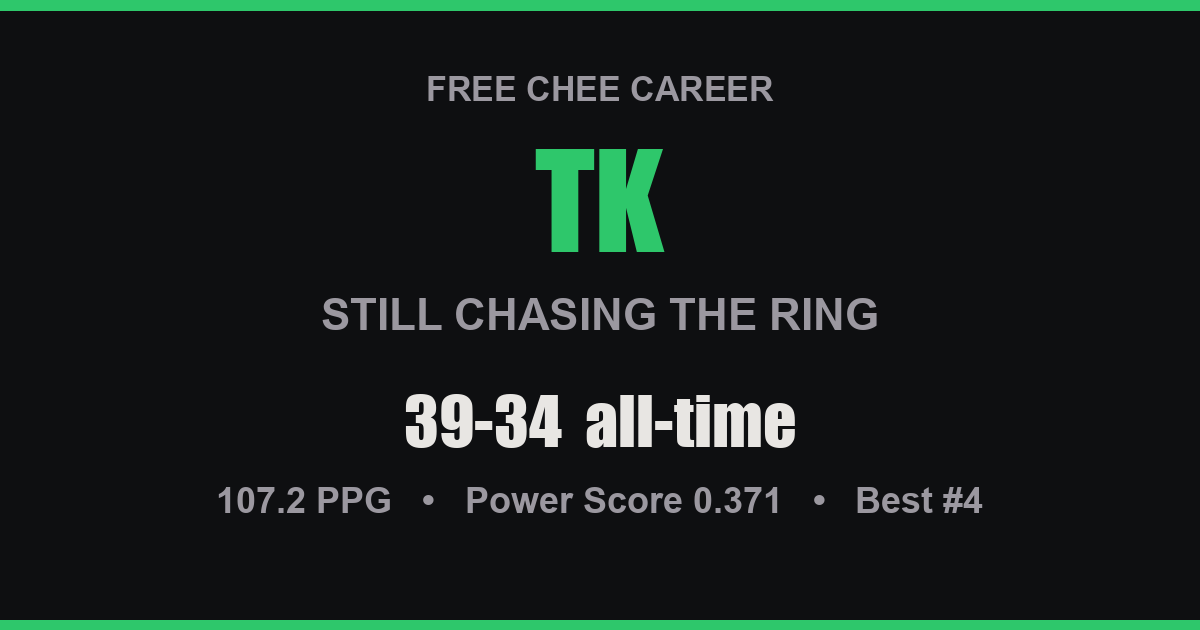 FREE CHEE CAREER
TK
STILL CHASING THE RING
39-34 all-time
107.2 PPG • Power Score 0.371 • Best #4